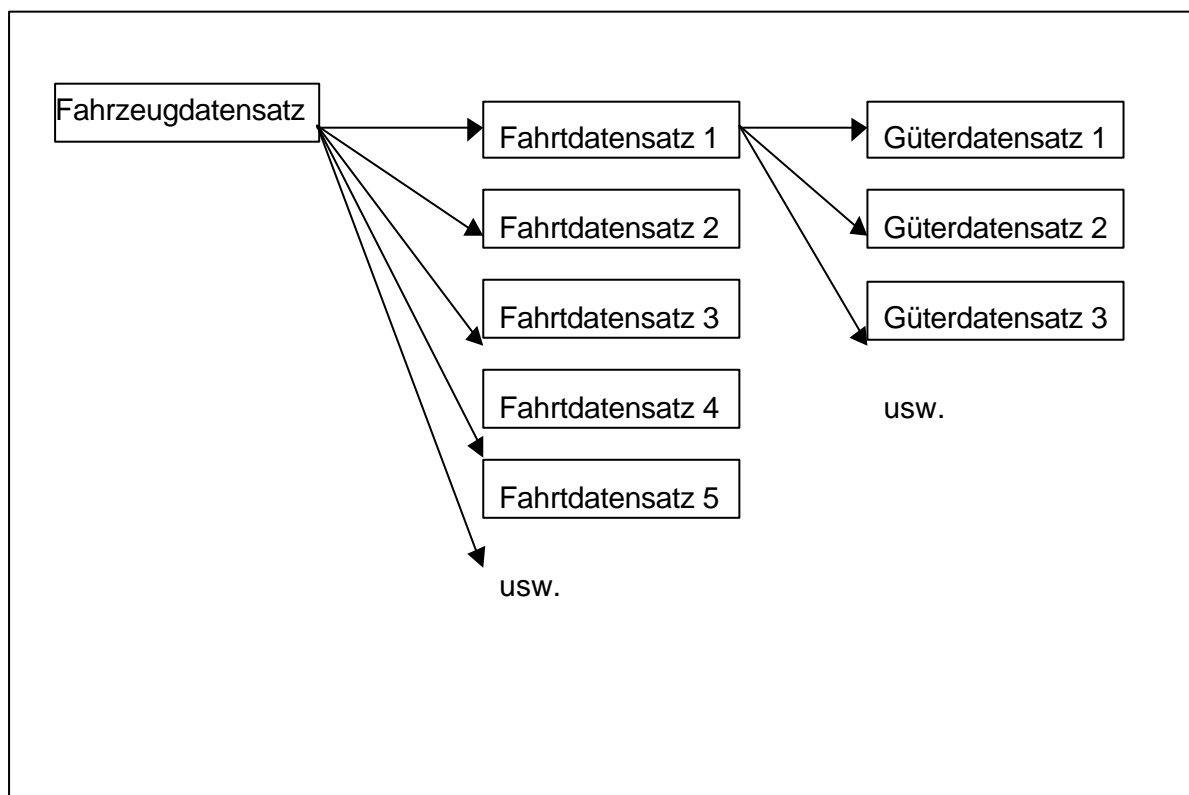 Fahrzeugdatensatz
Fahrtdatensatz 1
Güterdatensatz 1
Fahrtdatensatz 2
Güterdatensatz 2
Fahrtdatensatz 3
Güterdatensatz 3
Fahrtdatensatz 4
usw.
Fahrtdatensatz 5
usw.